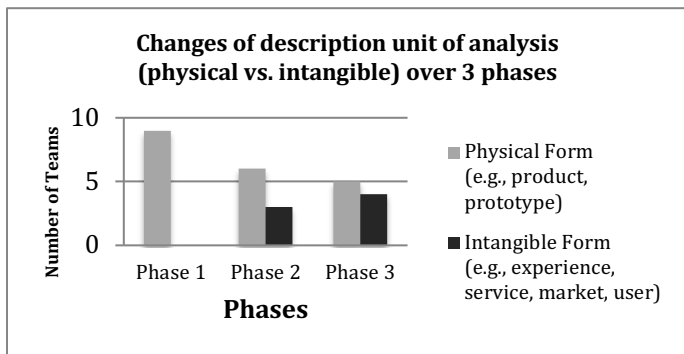 Changes of description unit of analysis
(physical vs. intangible) over 3 phases
Number of Teams
10
5
0
Phase 1
Phase 2
Phase 3
Phases
Physical Form
(e.g., product,
prototype)
Intangible Form
(e.g., experience,
service, market, user)